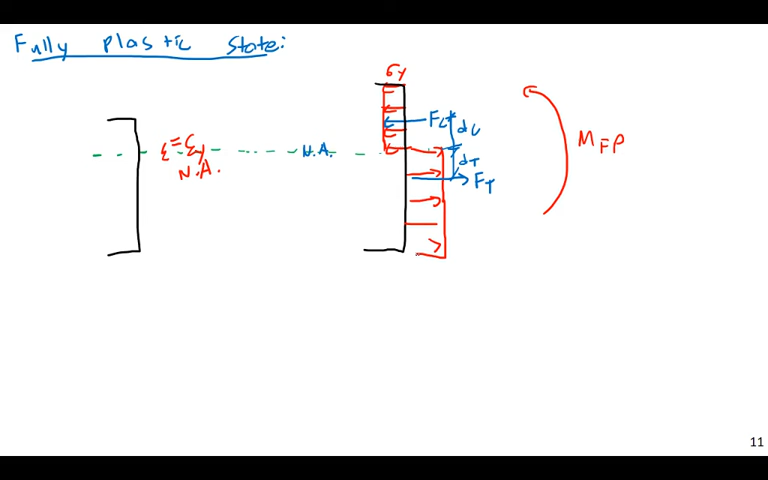 Fully plastic state:
σy
Fc
dc
ε=εy
N.A.
N.A.
dT
FT
MFP
11